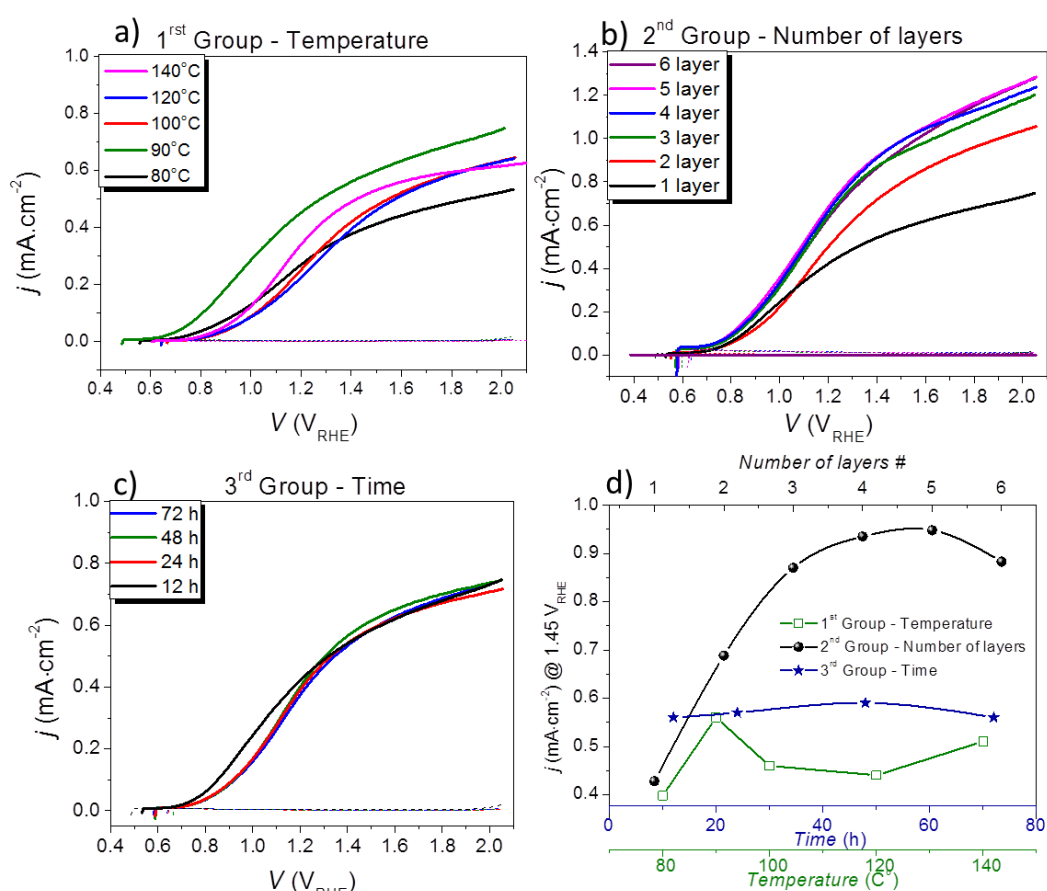 a)
1rst Group - Temperature
140°C
120°C
100°C
90°C
80°C
j (mA.cm-2)
1.0
0.8
0.6
0.4
0.2
0.0
0.4 0.6 0.8 1.0 1.2 1.4 1.6 1.8 2.0
V (VRHE)
b)
2nd Group - Number of layers
6 layer
5 layer
4 layer
3 layer
2 layer
1 layer
j (mA.cm-2)
1.4
1.2
1.0
0.8
0.6
0.4
0.2
0.0
0.4 0.6 0.8 1.0 1.2 1.4 1.6 1.8 2.0
V (VRHE)
c)
3rd Group - Time
72 h
48 h
24 h
12 h
j (mA·cm-2)
1.0
0.8
0.6
0.4
0.2
0.0
0.4 0.6 0.8 1.0 1.2 1.4 1.6 1.8 2.0
V (VRHE)
d)
Number of layers #
1 2 3 4 5 6
j (mA·cm-2) @ 1.45 VRHE
1.0
0.9
0.8
0.7
0.6
0.5
0.4
1st Group - Temperature
2nd Group - Number of layers
3rd Group - Time
0 20 40 60 80
Time (h)
80 100 120 140
Temperature (C°)